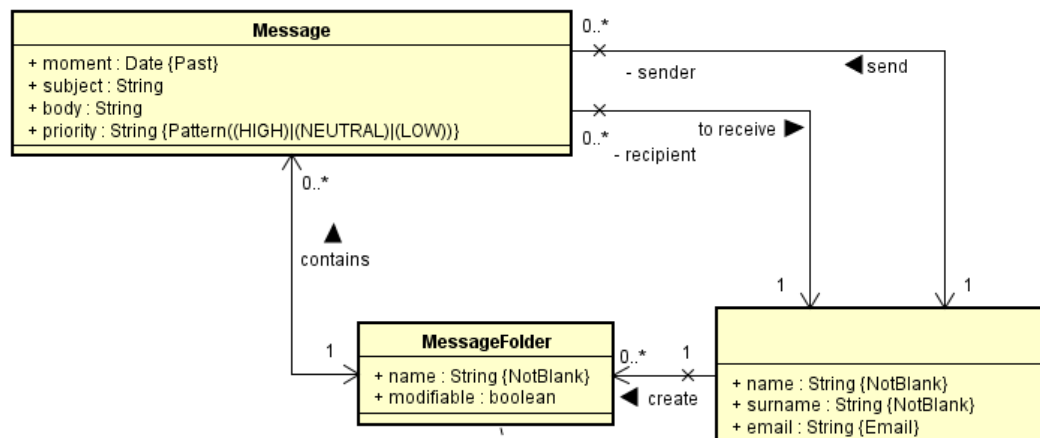 Message
+ moment : Date {Past}
+ subject : String
+ body : String
+ priority : String {Pattern((HIGH)|(NEUTRAL)|(LOW))}
0..*
- sender
send
0..*
- recipient
to receive
0..*
contains
1
1
1
MessageFolder
+ name : String {NotBlank}
+ modifiable : boolean
0..*
1
create
+ name : String {NotBlank}
+ surname : String {NotBlank}
+ email : String {Email}